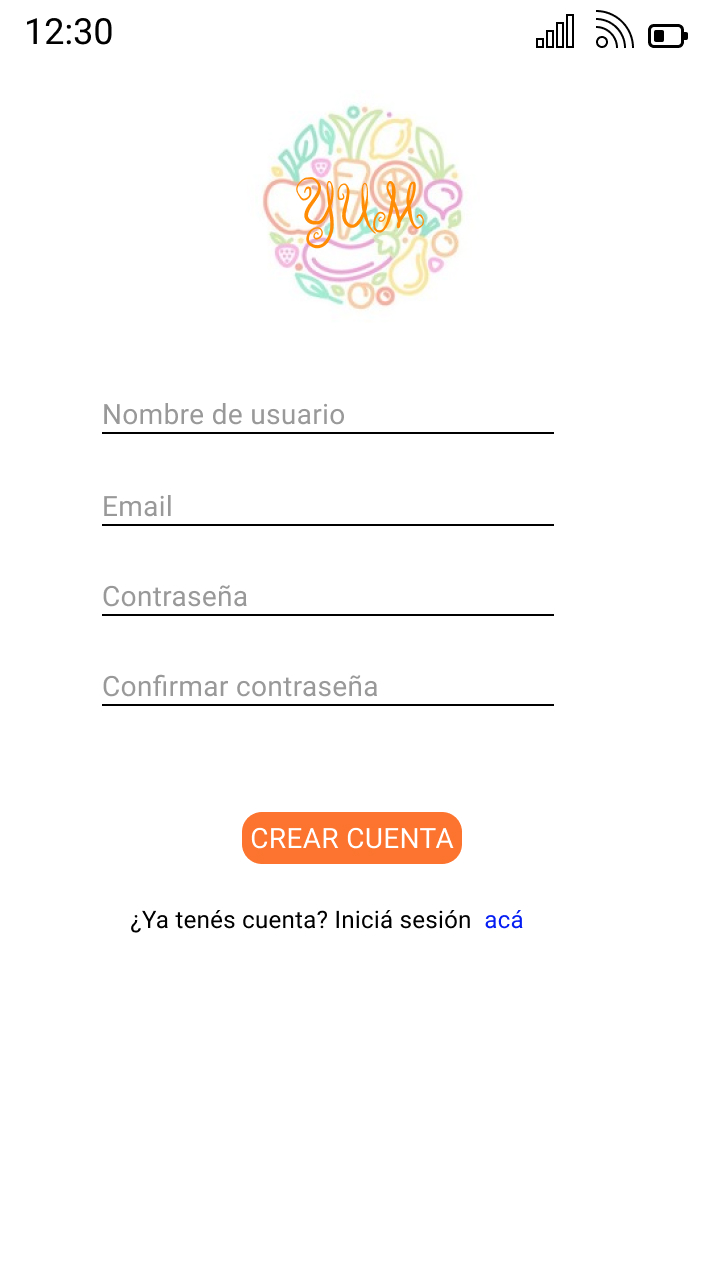 12:30
YUM
Nombre de usuario
Email
Contraseña
Confirmar contraseña
CREAR CUENTA
¿Ya tenés cuenta? Iniciá sesión acá